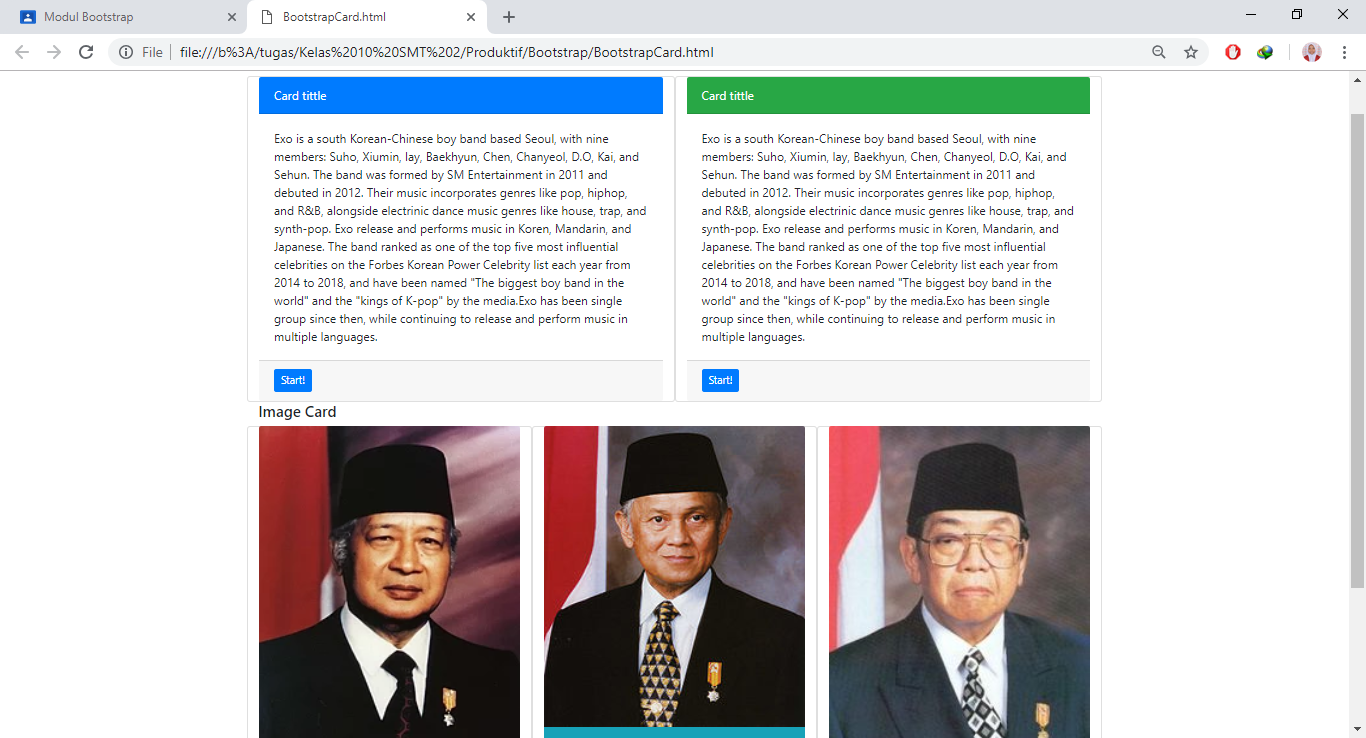 Modul Bootstrap
BootstrapCard.html
File
file:///b%3A/tugas/Kelas%2010%20SMT%202/Produktif/Bootstrap/BootstrapCard.html
Card tittle
Exo is a south Korean-Chinese boy band based Seoul, with nine
members: Suho, Xiumin, lay, Baekhyun, Chen, Chanyeol, D.O, Kai, and
Sehun. The band was formed by SM Entertainment in 2011 and
debuted in 2012. Their music incorporates genres like pop, hiphop,
and R&B, alongside electrinic dance music genres like house, trap, and
synth-pop. Exo release and performs music in Koren, Mandarin, and
Japanese. The band ranked as one of the top five most influential
celebrities on the Forbes Korean Power Celebrity list each year from
2014 to 2018, and have been named "The biggest boy band in the
world" and the "kings of K-pop" by the media.Exo has been single
group since then, while continuing to release and perform music in
multiple languages.
Start!
Card tittle
Exo is a south Korean-Chinese boy band based Seoul, with nine
members: Suho, Xiumin, lay, Baekhyun, Chen, Chanyeol, D.O, Kai, and
Sehun. The band was formed by SM Entertainment in 2011 and
debuted in 2012. Their music incorporates genres like pop, hiphop,
and R&B, alongside electrinic dance music genres like house, trap, and
synth-pop. Exo release and performs music in Koren, Mandarin, and
Japanese. The band ranked as one of the top five most influential
celebrities on the Forbes Korean Power Celebrity list each year from
2014 to 2018, and have been named "The biggest boy band in the
world" and the "kings of K-pop" by the media.Exo has been single
group since then, while continuing to release and perform music in
multiple languages.
Start!
Image Card